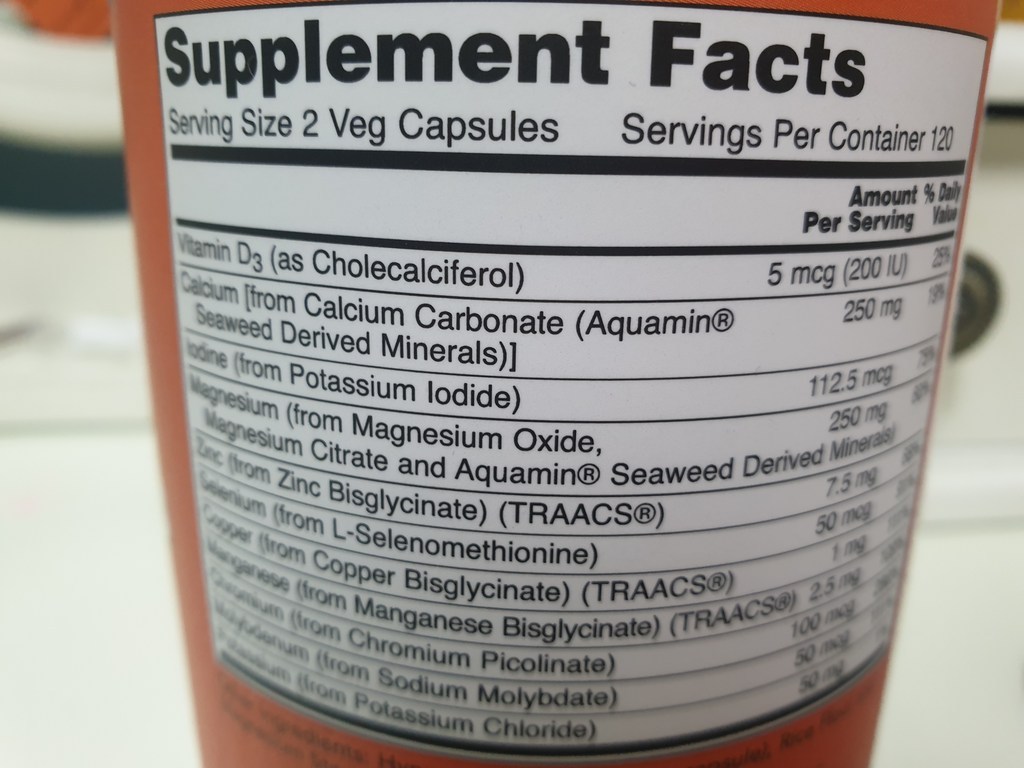 Supplement Facts
Serving Size 2 Veg Capsules Servings Per Container 120
Amount % Daily
Per Serving Value
Vitamin D3 (as Cholecalciferol) 5 mcg (200 IU) 25%
Calcium [from Calcium Carbonate (Aquamin® 250 mg 19%
Seaweed Derived Minerals)]
Iodine (from Potassium Iodide) 112.5 mcg 75%
Magnesium (from Magnesium Oxide, 250 mg
Magnesium Citrate and Aquamin® Seaweed Derived Minerals)
Zinc (from Zinc Bisglycinate) (TRAACS®) 7.5 mg
Selenium (from L-Selenomethionine) 50 mcg
Copper (from Copper Bisglycinate) (TRAACS®) 1 mg
Manganese (from Manganese Bisglycinate) (TRAACS®) 2.5 mg
Chromium (from Chromium Picolinate) 100 mcg
Molybdenum (from Sodium Molybdate) 50 mcg
Potassium (from Potassium Chloride) 50 mg